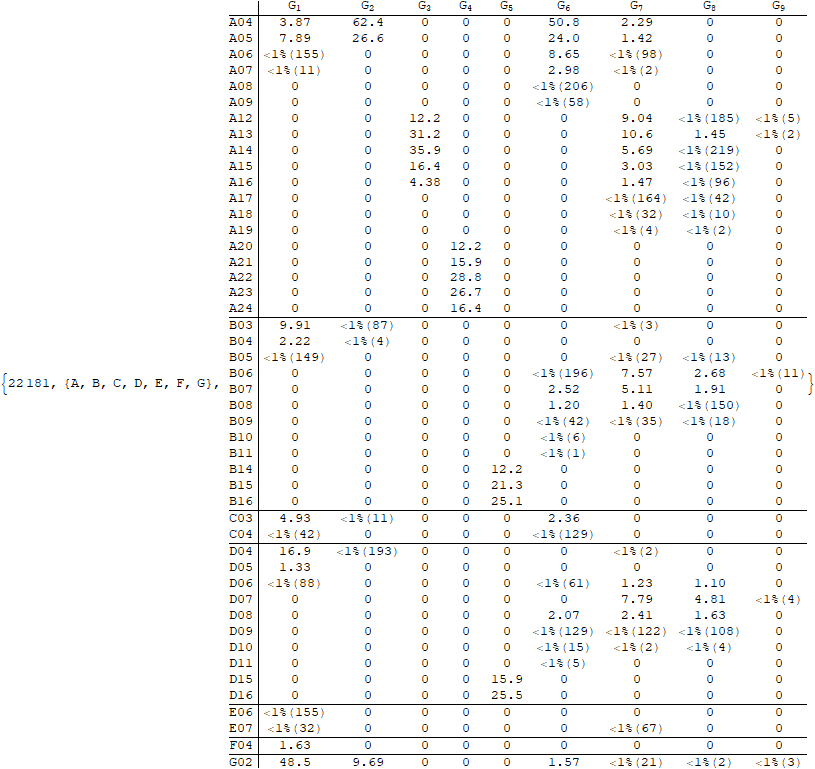 G1 G2 G3 G4 G5 G6 G7 G8 G9
A04 3.87 62.4 0 0 0 50.8 2.29 0 0
A05 7.89 26.6 0 0 0 24.0 1.42 0 0
A06 <1%(155) 0 0 0 0 8.65 <1%(98) 0 0
A07 <1%(11) 0 0 0 0 2.98 <1%(2) 0 0
A08 0 0 0 0 0 <1%(206) 0 0 0
A09 0 0 0 0 0 <1%(58) 0 0 0
A12 0 0 12.2 0 0 0 9.04 <1%(185) <1%(5)
A13 0 0 31.2 0 0 0 10.6 1.45 <1%(2)
A14 0 0 35.9 0 0 0 5.69 <1%(219) 0
A15 0 0 16.4 0 0 0 3.03 <1%(152) 0
A16 0 0 4.38 0 0 0 1.47 <1%(96) 0
A17 0 0 0 0 0 0 <1%(164) <1%(42) 0
A18 0 0 0 0 0 0 <1%(32) <1%(10) 0
A19 0 0 0 0 0 0 <1%(4) <1%(2) 0
A20 0 0 0 12.2 0 0 0 0 0
A21 0 0 0 15.9 0 0 0 0 0
A22 0 0 0 28.8 0 0 0 0 0
A23 0 0 0 26.7 0 0 0 0 0
A24 0 0 0 16.4 0 0 0 0 0
B03 9.91 <1%(87) 0 0 0 0 <1%(3) 0 0
B04 2.22 <1%(4) 0 0 0 0 0 0 0
B05 <1%(149) 0 0 0 0 0 <1%(27) <1%(13) 0
{22181, {A, B, C, D, E, F, G}, B06 0 0 0 0 0 <1%(196) 7.57 2.68 <1%(11)}
B07 0 0 0 0 0 2.52 5.11 1.91 0
B08 0 0 0 0 0 1.20 1.40 <1%(150) 0
B09 0 0 0 0 0 <1%(42) <1%(35) <1%(18) 0
B10 0 0 0 0 0 <1%(6) 0 0 0
B11 0 0 0 0 0 <1%(1) 0 0 0
B14 0 0 0 0 12.2 0 0 0 0
B15 0 0 0 0 21.3 0 0 0 0
B16 0 0 0 0 25.1 0 0 0 0
C03 4.93 <1%(11) 0 0 0 2.36 0 0 0
C04 <1%(42) 0 0 0 0 <1%(129) 0 0 0
D04 16.9 <1%(193) 0 0 0 0 <1%(2) 0 0
D05 1.33 0 0 0 0 0 0 0 0
D06 <1%(88) 0 0 0 0 <1%(61) 1.23 1.10 0
D07 0 0 0 0 0 0 7.79 4.81 <1%(4)
D08 0 0 0 0 0 2.07 2.41 1.63 0
D09 0 0 0 0 0 <1%(129) <1%(122) <1%(108) 0
D10 0 0 0 0 0 <1%(15) <1%(2) <1%(4) 0
D11 0 0 0 0 0 <1%(5) 0 0 0
D15 0 0 0 0 15.9 0 0 0 0
D16 0 0 0 0 25.5 0 0 0 0
E06 <1%(155) 0 0 0 0 0 0 0 0
E07 <1%(32) 0 0 0 0 0 <1%(67) 0 0
F04 1.63 0 0 0 0 0 0 0 0
G02 48.5 9.69 0 0 0 1.57 <1%(21) <1%(2) <1%(3)